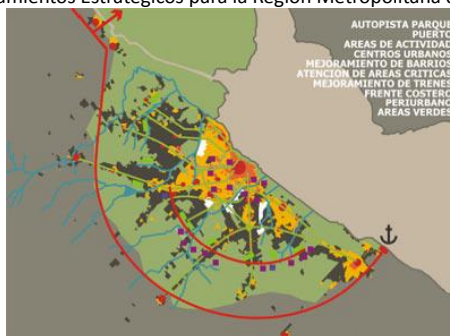 amientos Estratégicos para la Región Metropolitana
AUTOPISTA PARQUE
PUERTO
AREAS DE ACTIVIDAD
CENTROS URBANOS
MEJORAMIENTO DE BARRIOS
ATENCIÓN DE AREAS CRITICAS
MEJORAMIENTO DE TRENES
FRENTE COSTERO
PERIURBANO
AREAS VERDES